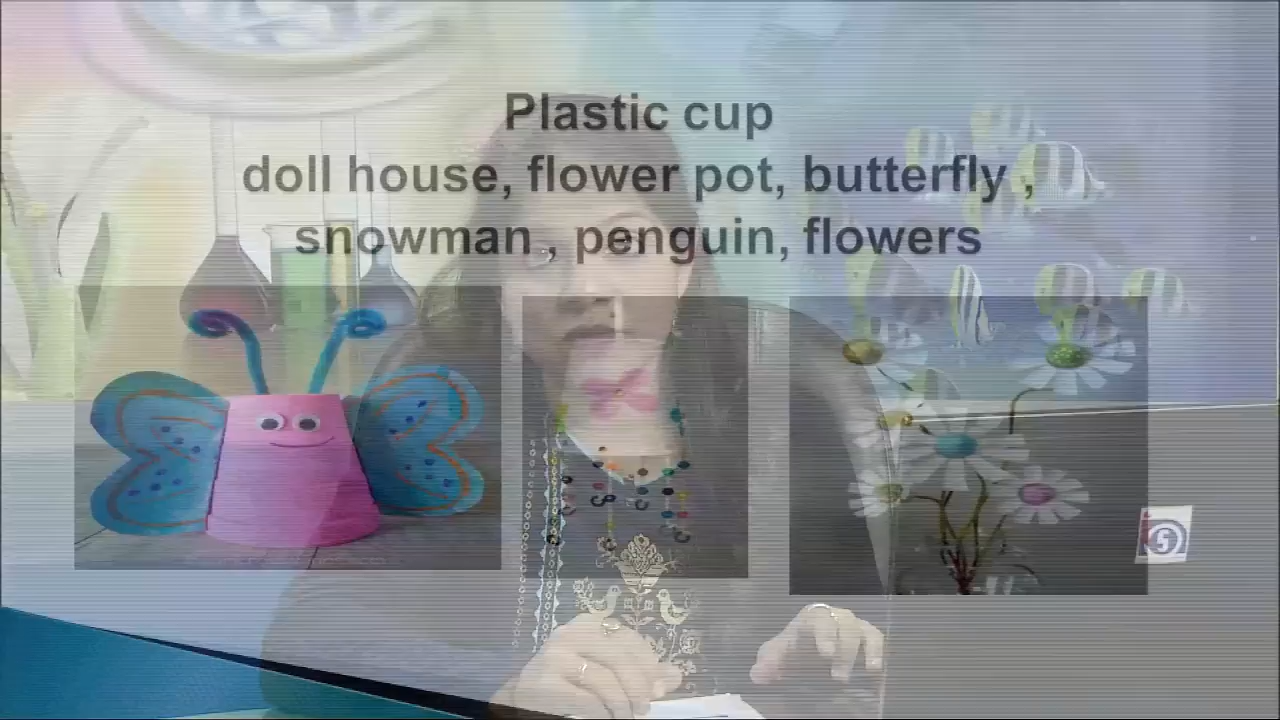 Plastic cup
doll house, flower pot, butterfly ,
snowman , penguin, flowers